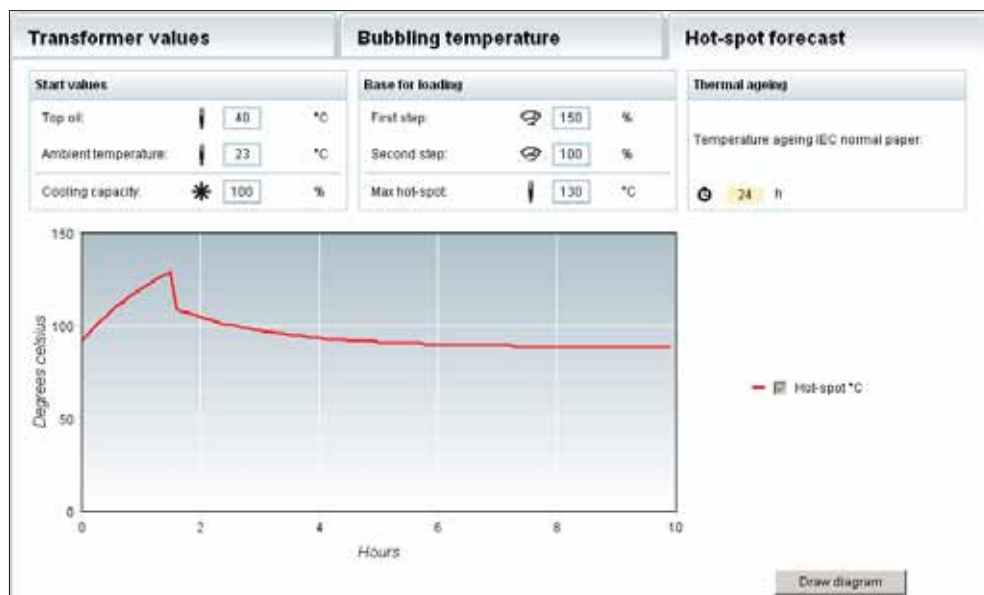 Transformer values
Bubbling temperature
Hot-spot forecast
Start values
Top oil: 40 °C
Ambient temperature: 23 °C
Cooling capacity: 100 %
Base for loading
First step: 150 %
Second step: 100 %
Max hot-spot: 130 °C
Thermal ageing
Temperature ageing IEC normal paper:
24 h
150
100
50
0
Degrees celsius
0 2 4 6 8 10
Hours
Hot-spot °C
Draw diagram